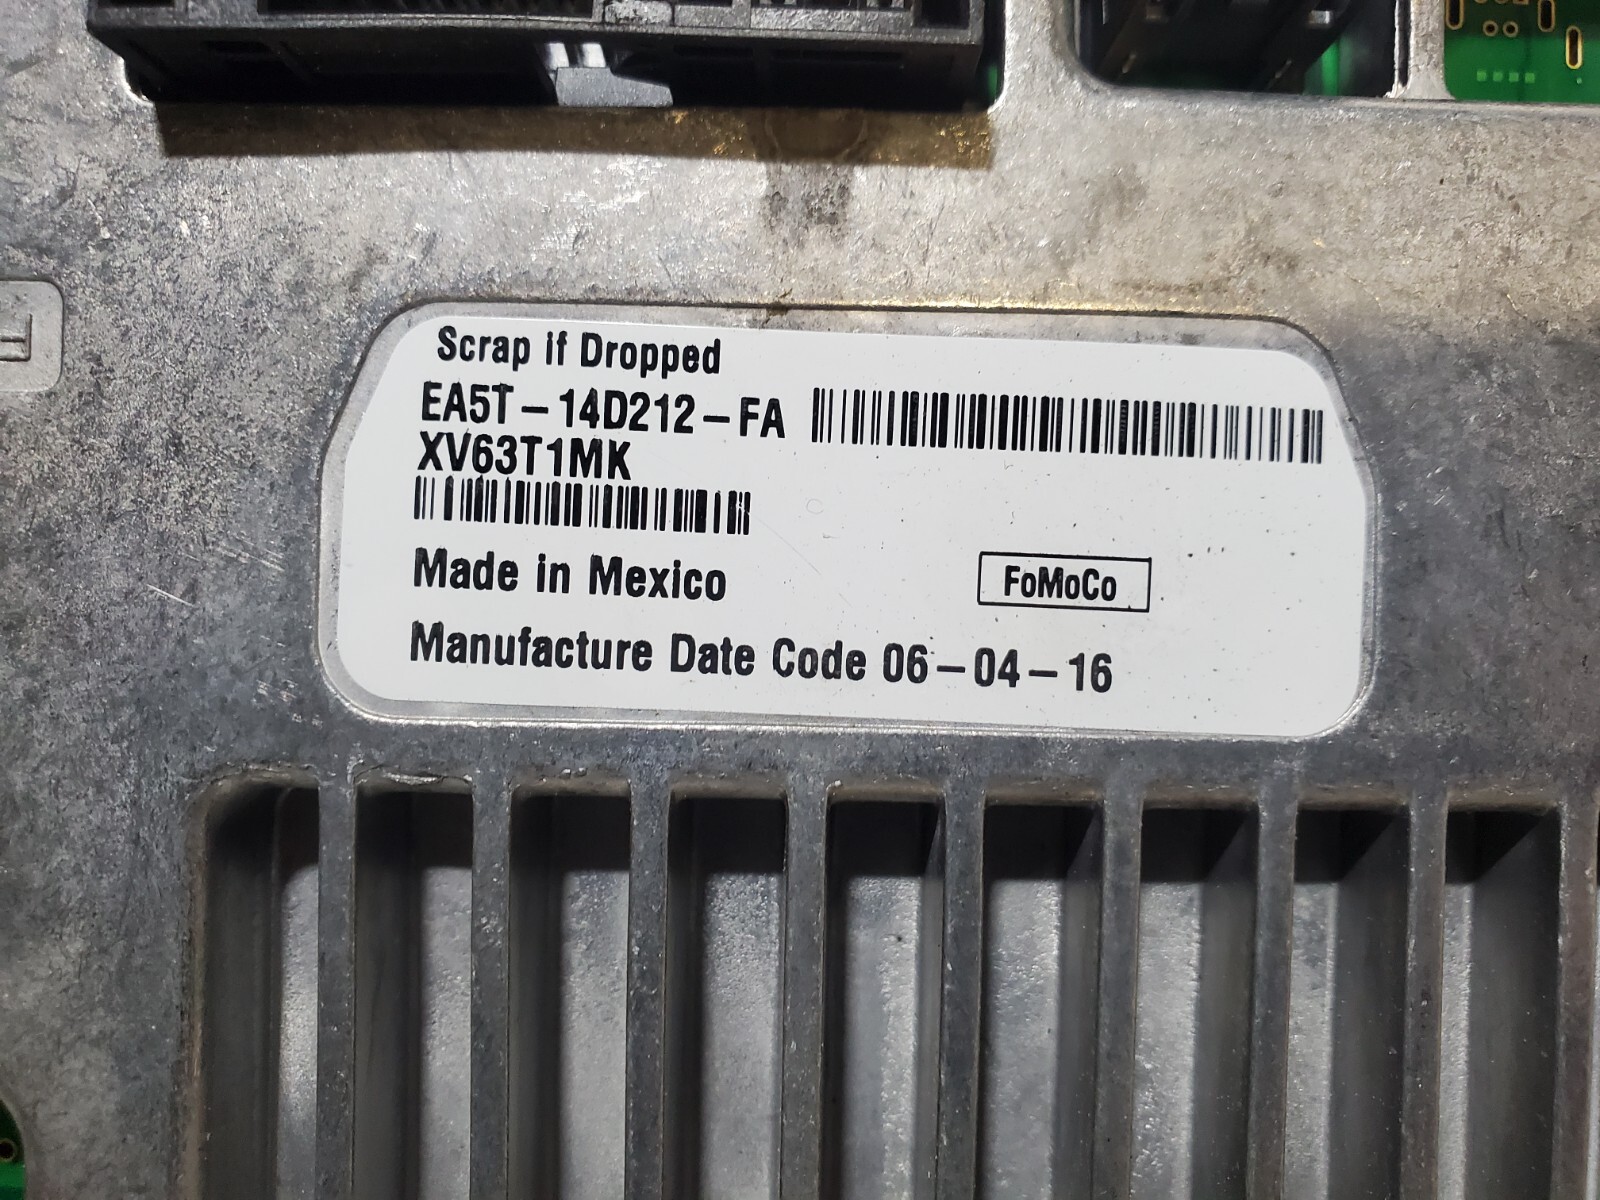 Scrap if Dropped
EA5T-14D212-FA
XV63T1MK
Made in Mexico
FoMoCo
Manufacture Date Code 06-04-16